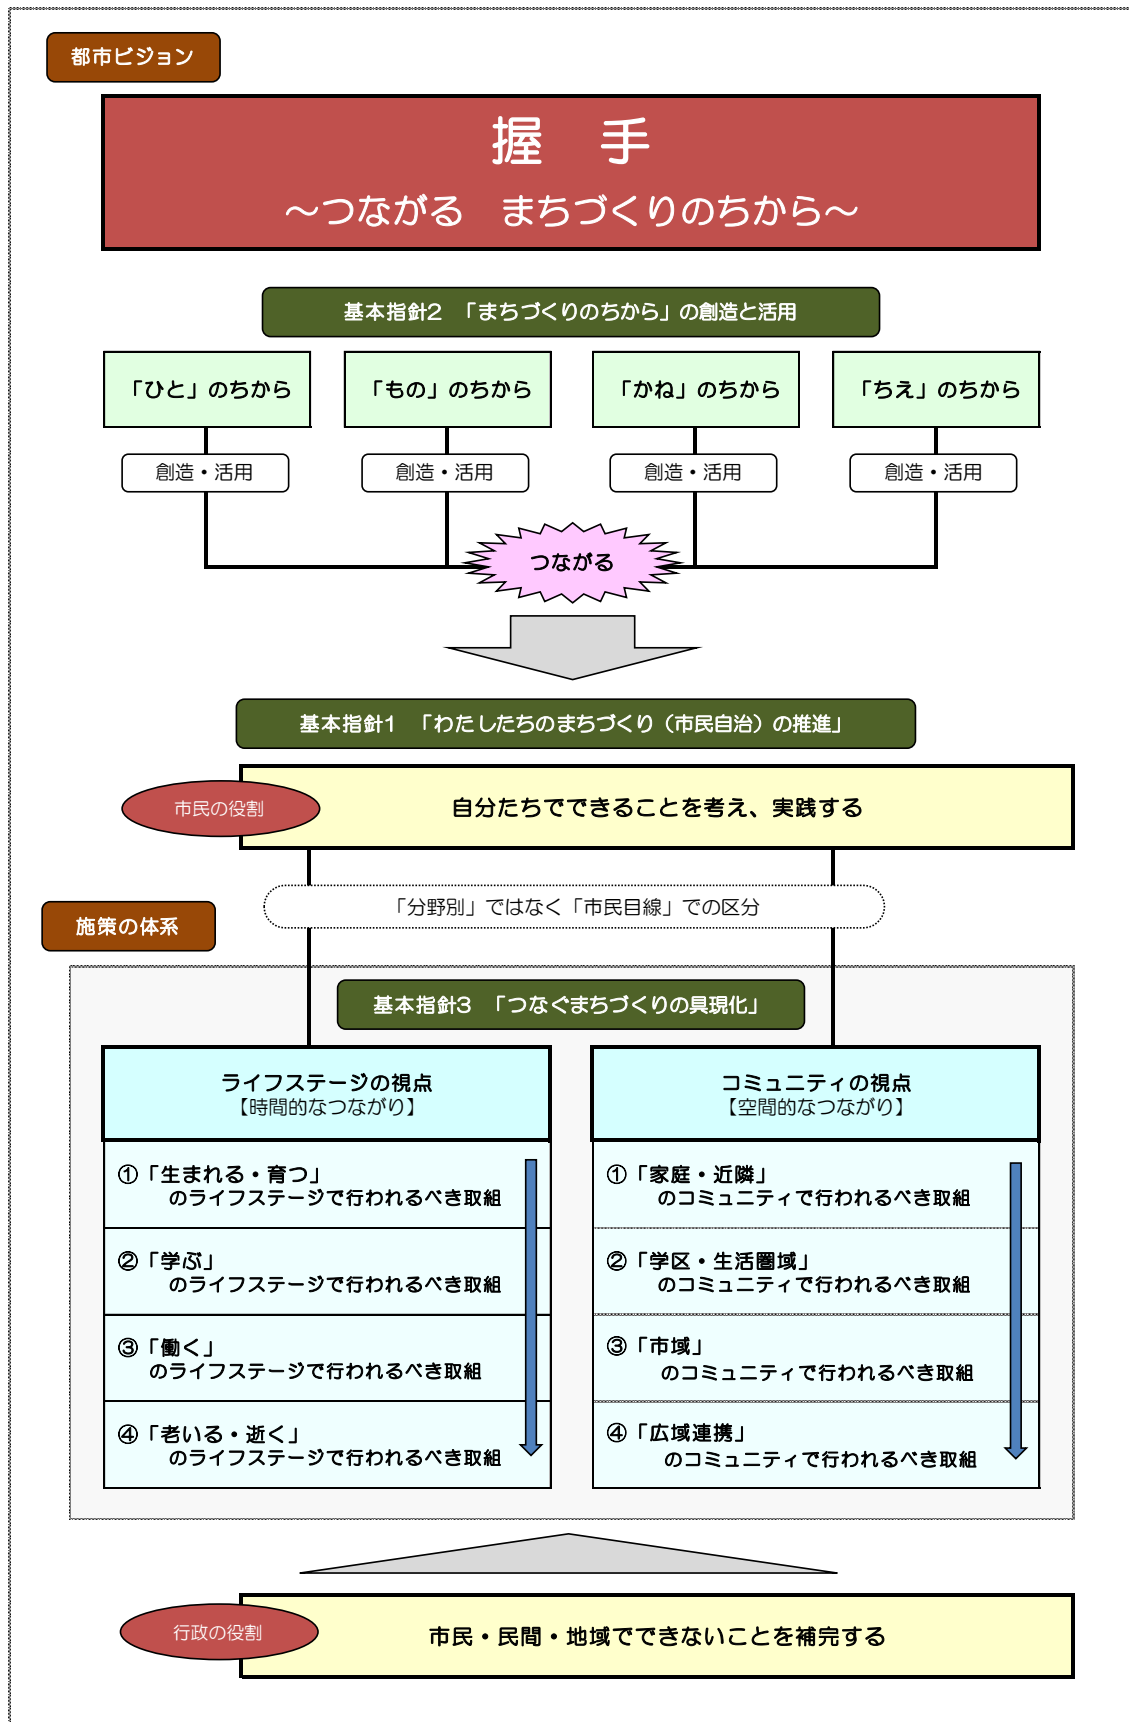 都市ビジョン
握　手
～つながる　まちづくりのちから～
基本指針2　「まちづくりのちから」の創造と活用
「ひと」のちから
「もの」のちから
「かね」のちから
「ちえ」のちから
創造・活用
創造・活用
創造・活用
創造・活用
つながる
基本指針1　「わたしたちのまちづくり（市民自治）の推進」
市民の役割
自分たちでできることを考え、実践する
「分野別」ではなく「市民目線」での区分
施策の体系
基本指針3　「つなぐまちづくりの具現化」
ライフステージの視点
【時間的なつながり】
①「生まれる・育つ」
のライフステージで行われるべき取組
②「学ぶ」
のライフステージで行われるべき取組
③「働く」
のライフステージで行われるべき取組
④「老いる・逝く」
のライフステージで行われるべき取組
コミュニティの視点
【空間的なつながり】
①「家庭・近隣」
のコミュニティで行われるべき取組
②「学区・生活圏域」
のコミュニティで行われるべき取組
③「市域」
のコミュニティで行われるべき取組
④「広域連携」
のコミュニティで行われるべき取組
行政の役割
市民・民間・地域でできないことを補完する